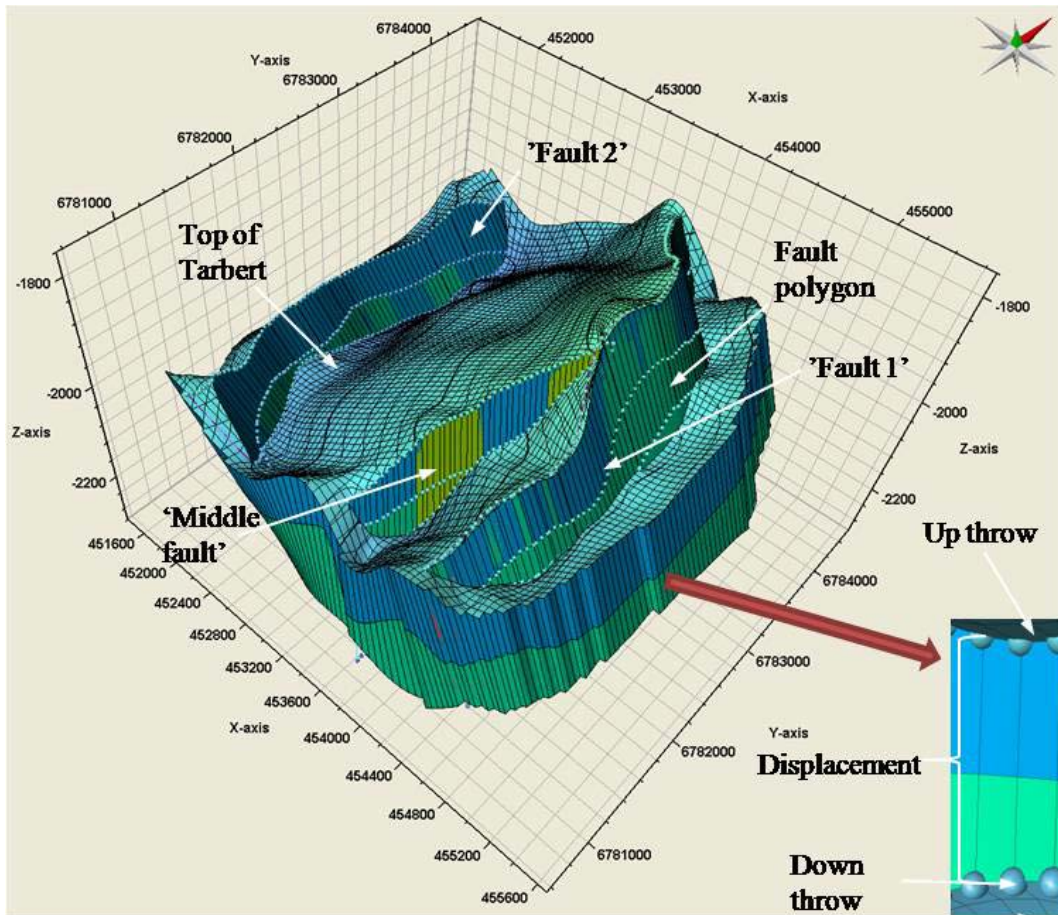 6784000
452000
Y-axis
6783000
453000
X-axis
6782000
454000
’Fault 2’
6781000
455000
Top of
Tarbert
Fault
polygon
-1800
-1800
’Fault 1’
-2000
-2000
Z-axis
Z-axis
-2200
-2200
‘Middle
fault’
Up throw
451600
452000
6784000
452400
452800
453200
6783000
453600
X-axis
454000
Y-axis
6782000
Displacement
454400
454800
455200
6781000
Down
throw
455600